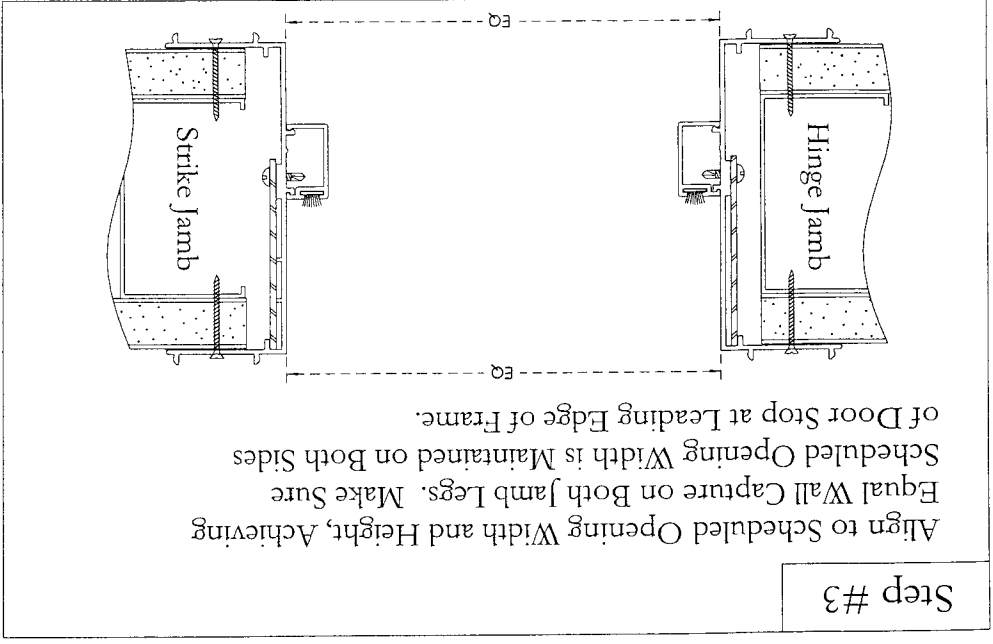 Step #3
Align to Scheduled Opening Width and Height, Achieving
Equal Wall Capture on Both Jamb Legs. Make Sure
Scheduled Opening Width is Maintained on Both Sides
of Door Stop at Leading Edge of Frame.
EQ
Strike Jamb
Hinge Jamb
EQ